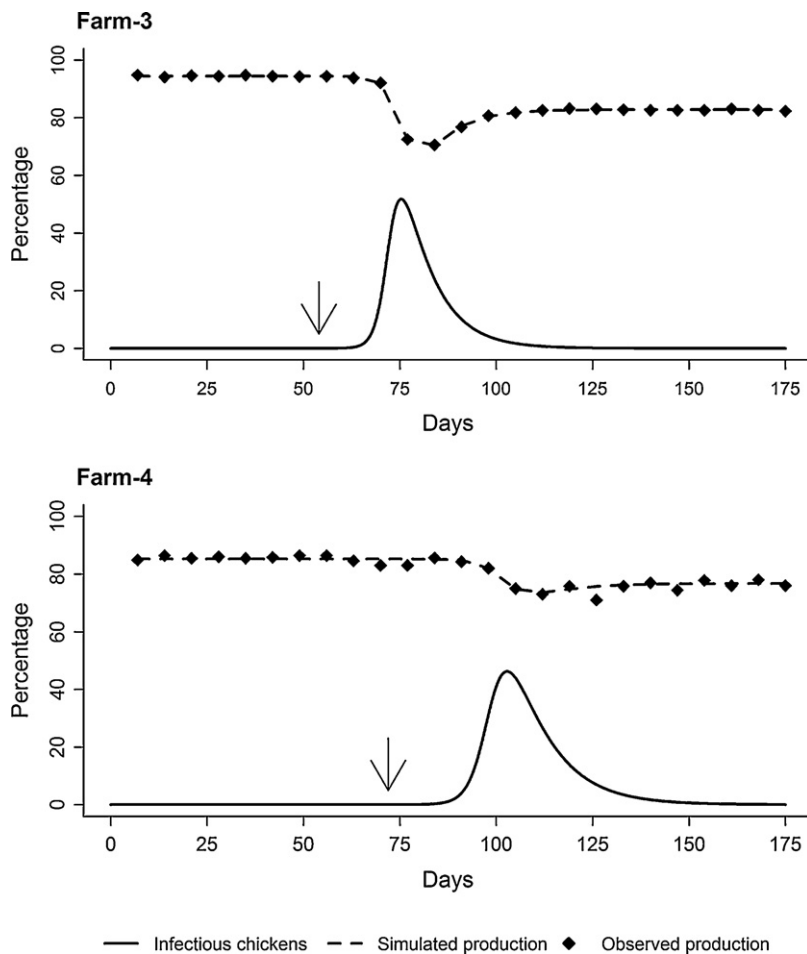 Farm-3
100
80
60
40
20
0
Percentage
0 25 50 75 100 125 150 175
Days
Farm-4
100
80
60
40
20
0
Percentage
0 25 50 75 100 125 150 175
Days
Infectious chickens Simulated production Observed production